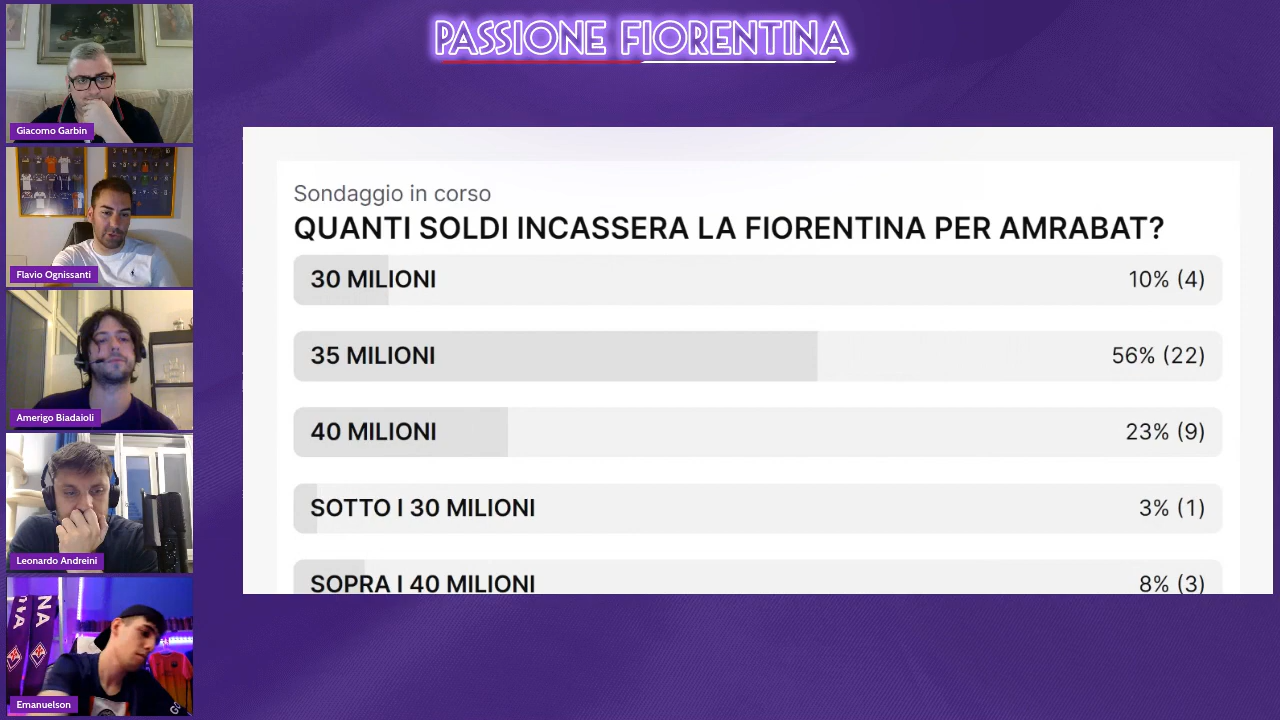 PASSIONE FIORENTINA
Giacomo Garbin
Flavio Ognissanti
Amerigo Biadaioli
Leonardo Andreini
NA
Emanuelson
Sondaggio in corso
QUANTI SOLDI INCASSERA LA FIORENTINA PER AMRABAT?
30 MILIONI 10% (4)
35 MILIONI 56% (22)
40 MILIONI 23% (9)
SOTTO I 30 MILIONI 3% (1)
SOPRA I 40 MILIONI 8% (3)